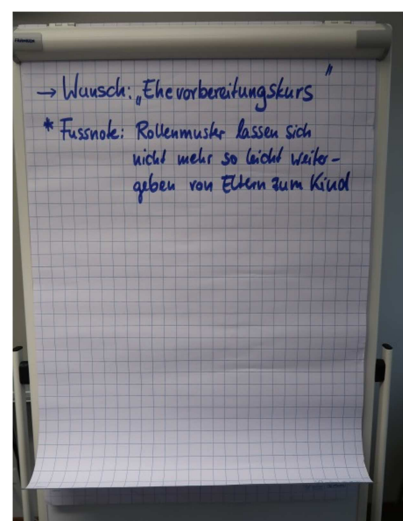 → Wunsch: „Ehevorbereitungskurs"
* Fussnote: Rollenmuster lassen sich
nicht mehr so leicht weiter-
geben von Eltern zum Kind